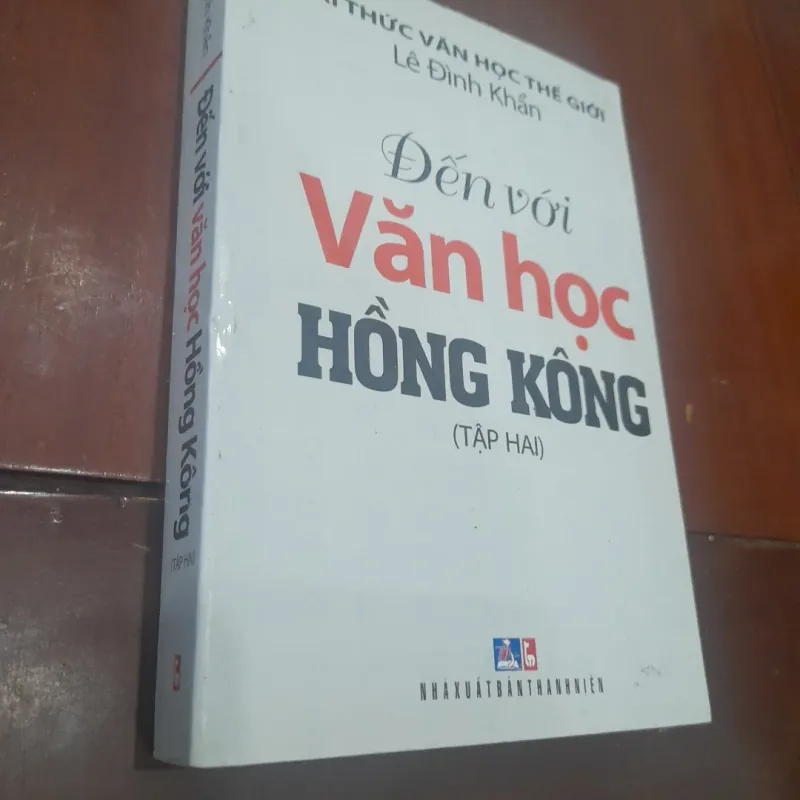 THỨC VĂN HỌC THẾ GIỚI
Lê Đình Khẩn
Đến với
Văn học
HỒNG KÔNG
(TẬP HAI)
NHÀ XUẤT BẢN THANH NIÊN
Đến với văn học Hồng Kông
(TẬP HAI)